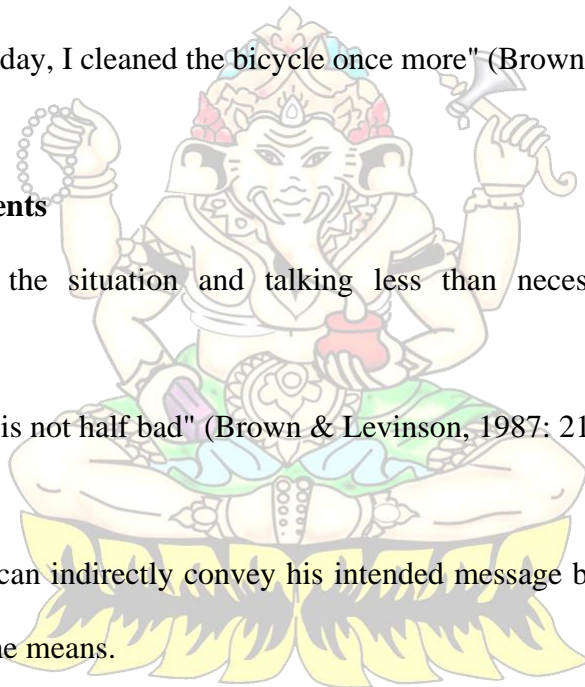 day, I cleaned the bicycle once more" (Brown
ents
the situation and talking less than neces
is not half bad" (Brown & Levinson, 1987: 21
can indirectly convey his intended message b
ne means.